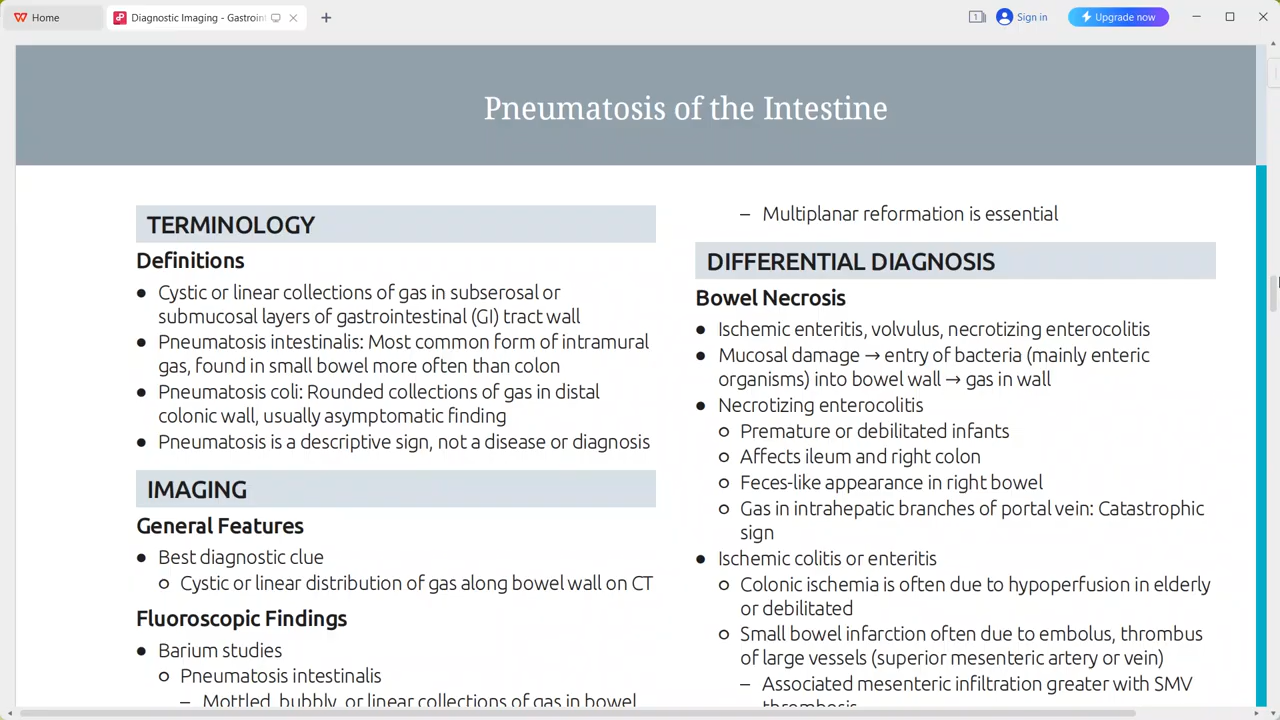 Home
Diagnostic Imaging - Gastroint
1
Sign in
Upgrade now
Pneumatosis of the Intestine
TERMINOLOGY
Definitions
● Cystic or linear collections of gas in subserosal or
submucosal layers of gastrointestinal (GI) tract wall
● Pneumatosis intestinalis: Most common form of intramural
gas, found in small bowel more often than colon
● Pneumatosis coli: Rounded collections of gas in distal
colonic wall, usually asymptomatic finding
● Pneumatosis is a descriptive sign, not a disease or diagnosis
IMAGING
General Features
● Best diagnostic clue
○ Cystic or linear distribution of gas along bowel wall on CT
Fluoroscopic Findings
● Barium studies
○ Pneumatosis intestinalis
– Mottled, bubbly, or linear collections of gas in bowel
– Multiplanar reformation is essential
DIFFERENTIAL DIAGNOSIS
Bowel Necrosis
● Ischemic enteritis, volvulus, necrotizing enterocolitis
● Mucosal damage → entry of bacteria (mainly enteric
organisms) into bowel wall → gas in wall
● Necrotizing enterocolitis
○ Premature or debilitated infants
○ Affects ileum and right colon
○ Feces-like appearance in right bowel
○ Gas in intrahepatic branches of portal vein: Catastrophic
sign
● Ischemic colitis or enteritis
○ Colonic ischemia is often due to hypoperfusion in elderly
or debilitated
○ Small bowel infarction often due to embolus, thrombus
of large vessels (superior mesenteric artery or vein)
– Associated mesenteric infiltration greater with SMV
thrombosis